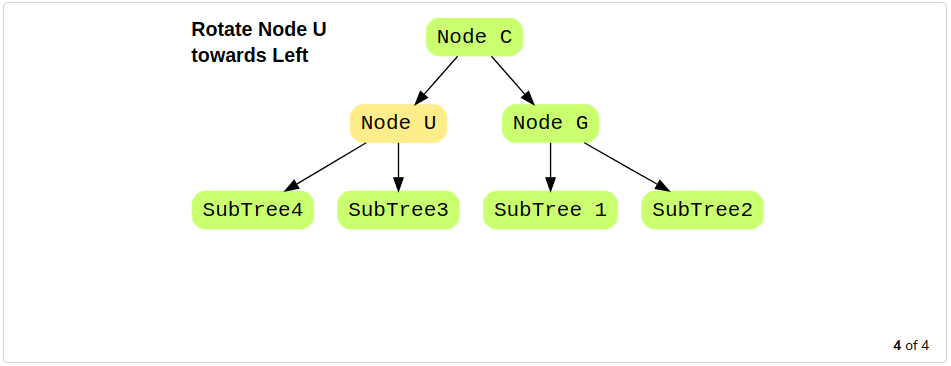 Rotate Node U
towards Left
Node C
Node U
Node G
SubTree4
SubTree3
SubTree 1
SubTree2
4 of 4